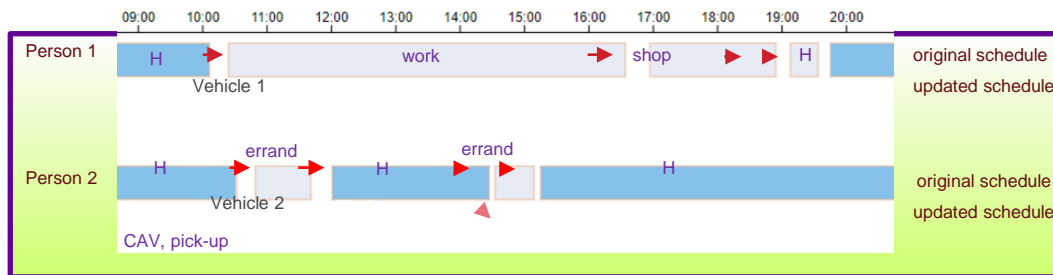 09:00 10:00 11:00 12:00 13:00 14:00 15:00 16:00 17:00 18:00 19:00 20:00
Person 1 H work shop H original schedule
Vehicle 1 updated schedule
errand errand
H H H
Person 2 original schedule
Vehicle 2 updated schedule
CAV, pick-up